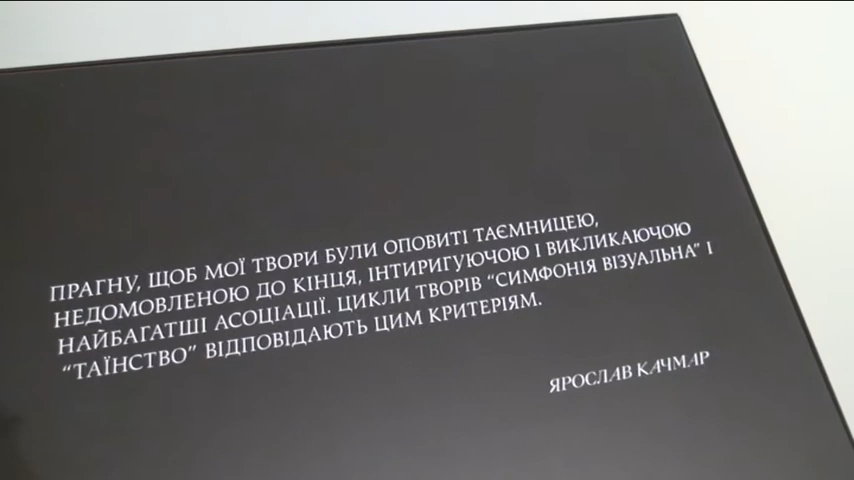 ПРАГНУ, ЩОБ МОЇ ТВОРИ БУЛИ ОПОВИТІ ТАЄМНИЦЕЮ,
НЕДОМОВЛЕНОЮ ДО КІНЦЯ, ІНТИРИГУЮЧОЮ І ВИКЛИКАЮЧОЮ
НАЙБАГАТШІ АСОЦІАЦІЇ. ЦИКЛИ ТВОРІВ “СИМФОНІЯ ВІЗУАЛЬНА” І
“ТАЇНСТВО” ВІДПОВІДАЮТЬ ЦИМ КРИТЕРІЯМ.
ЯРОСЛАВ КАЧМАР